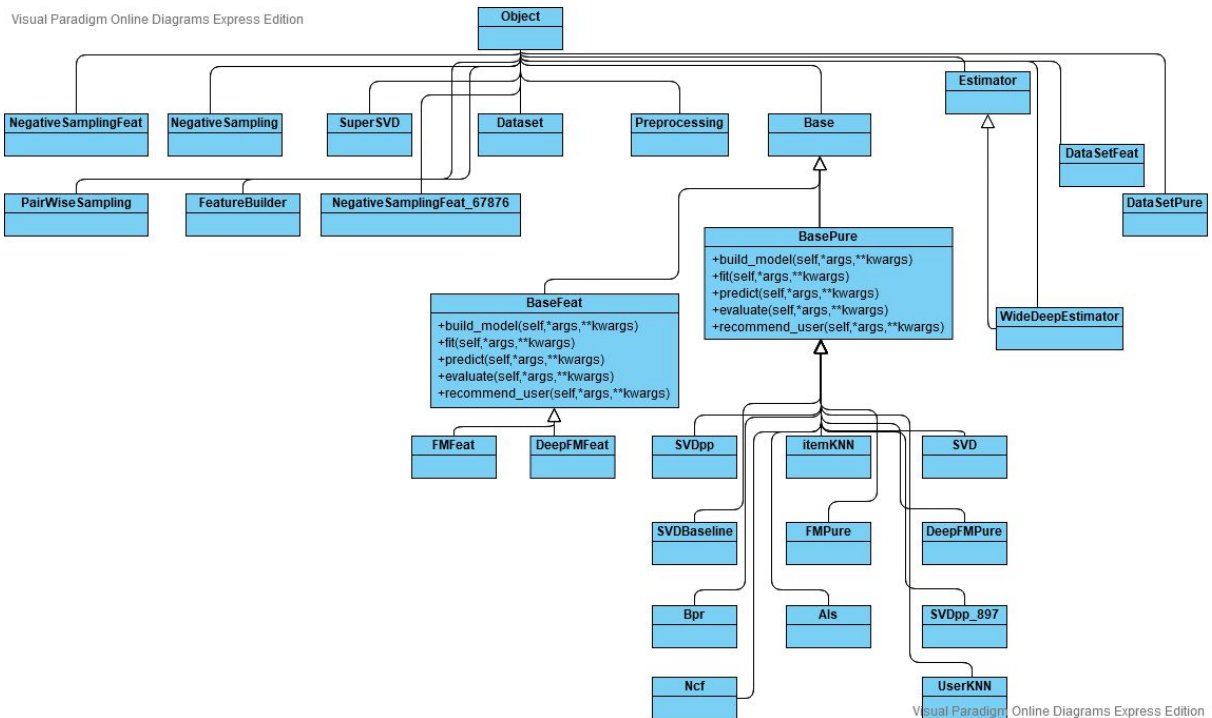 Visual Paradigm Online Diagrams Express Edition
Object
Estimator
NegativeSamplingFeat
NegativeSampling
SuperSVD
Dataset
Preprocessing
Base
DataSetFeat
PairWiseSampling
FeatureBuilder
NegativeSamplingFeat_67876
DataSetPure
BasePure
+build_model(self,*args,**kwargs)
+fit(self,*args,**kwargs)
+predict(self,*args,**kwargs)
+evaluate(self,*args,**kwargs)
+recommend_user(self,*args,**kwargs)
BaseFeat
+build_model(self,*args,**kwargs)
+fit(self,*args,**kwargs)
+predict(self,*args,**kwargs)
+evaluate(self,*args,**kwargs)
+recommend_user(self,*args,**kwargs)
WideDeepEstimator
FMFeat
DeepFMFeat
SVDpp
itemKNN
SVD
SVDBaseline
FMPure
DeepFMPure
Bpr
Als
SVDpp_897
Ncf
UserKNN
Visual Paradigm Online Diagrams Express Edition